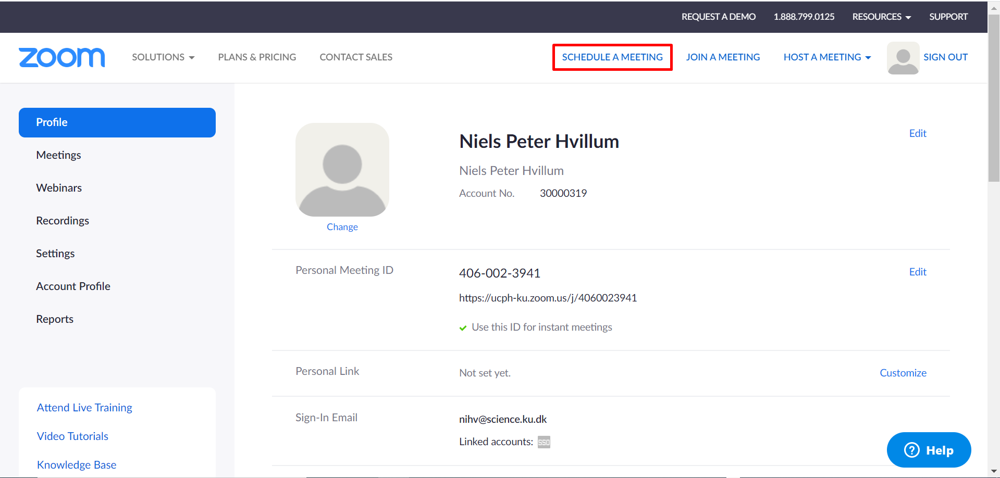 REQUEST A DEMO 1.888.799.0125 RESOURCES SUPPORT
zoom SOLUTIONS PLANS & PRICING CONTACT SALES SCHEDULE A MEETING JOIN A MEETING HOST A MEETING SIGN OUT
Profile
Meetings
Webinars
Recordings
Settings
Account Profile
Reports
Attend Live Training
Video Tutorials
Knowledge Base
Niels Peter Hvillum Edit
Niels Peter Hvillum
Account No. 30000319
Change
Personal Meeting ID 406-002-3941 Edit
https://ucph-ku.zoom.us/j/4060023941
Use this ID for instant meetings
Personal Link Not set yet. Customize
Sign-In Email nihv@science.ku.dk
Linked accounts: SSO
Help